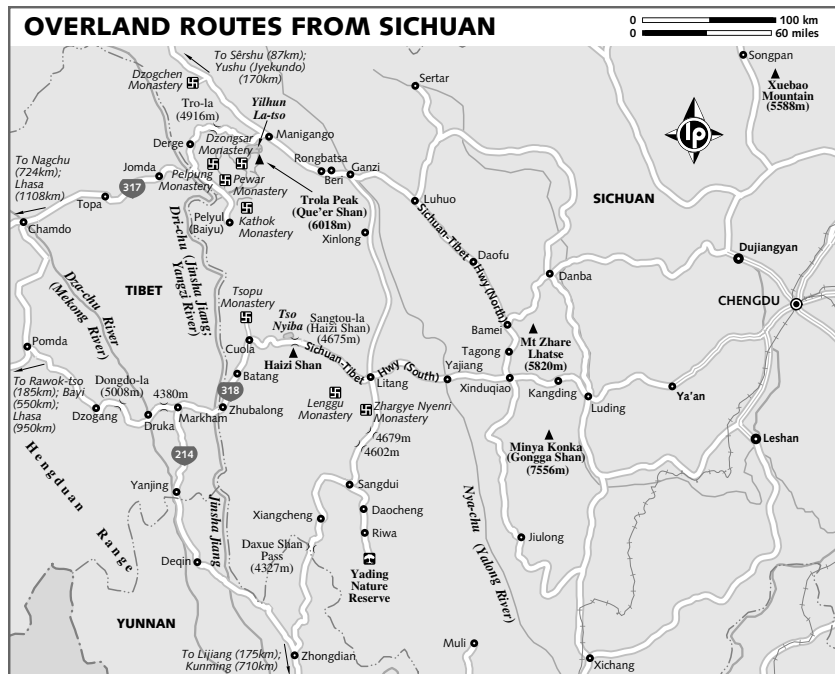 OVERLAND ROUTES FROM SICHUAN
0 100 km
0 60 miles
To Sêrshu (87km);
Yushu (Jyekundo)
(170km)
Songpan
Xuebao
Mountain
(5588m)
Dzogchen
Monastery
Sertar
Tro-la
(4916m)
Yilhun
La-tso
lp
Manigango
Derge
Dzongsar
Monastery
Rongbatsa
Beri
Ganzi
To Nagchu
(724km);
Lhasa
(1108km)
Jomda
317
Pelpung
Monastery
Pewar
Monastery
Trola Peak
(Que'er Shan)
(6018m)
Luhuo
SICHUAN
Topa
Chamdo
Pelyul
(Baiyu)
Kathok
Monastery
Xinlong
Dri-chu (Jinsha Jiang;
Yangzi River)
Sichuan-Tibet Hwy (North)
Daofu
Dujiangyan
Danba
CHENGDU
Dza-chu River
(Mekong River)
TIBET
Tsopu
Monastery
Tso
Nyiba
Sangtou-la
(Haizi Shan)
(4675m)
Bamei
Mt Zhare
Lhatse
(5820m)
Tagong
Pomda
Cuola
Haizi Shan
Sichuan-Tibet Hwy (South)
Batang
Litang
Yajiang
Xinduqiao
Kangding
Luding
Ya'an
To Rawok-tso
(185km); Bayi
(550km);
Lhasa
(950km)
Dongdo-la
(5008m)
4380m
318
Lenggu
Monastery
Zhargye Nyenri
Monastery
Dzogang
Druka
Markham
Zhubalong
4679m
4602m
Minya Konka
(Gongga Shan)
(7556m)
Leshan
Hengduan Range
214
Yanjing
Sangdui
Jinsha Jiang
Xiangcheng
Daocheng
Riwa
Nya-chu (Yalong River)
Jiulong
Daxue Shan
Pass
(4327m)
Deqin
Yading
Nature
Reserve
YUNNAN
To Lijiang (175km);
Kunming (710km)
Zhongdian
Muli
Xichang